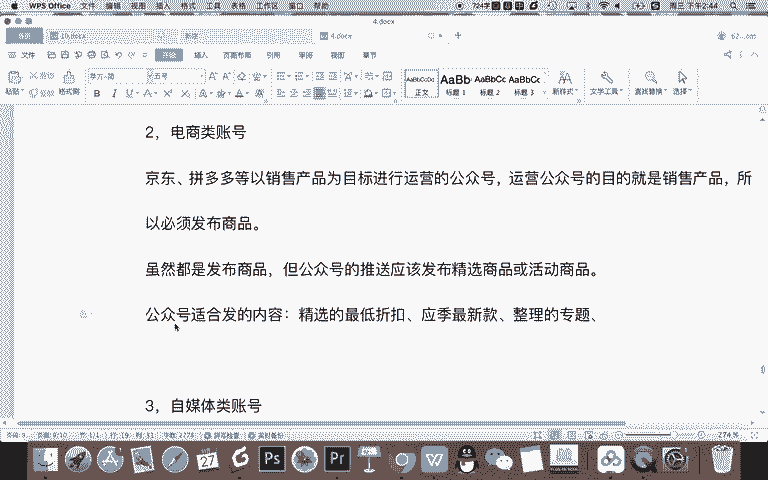 WPS Office 文件 编辑 视图 插入 格式 工具 表格 工作区 窗口 帮助
周三下午2:44
4.docx
4.docx
文件 开始 插入 页面布局 引用 审阅 视图 章节
粘贴 格式刷 五号
AaBbCcDd AaBb AaBbCc AaBbCc
正文 标题 1 标题 2 标题 3 新样式 文字工具 查找替换 选择
2，电商类账号
京东、拼多多等以销售产品为目标进行运营的公众号，运营公众号的目的就是销售产品，所
以必须发布商品。
虽然都是发布商品，但公众号的推送应该发布精选商品或活动商品。
公众号适合发的内容：精选的最低折扣、应季最新款、整理的专题、
3，自媒体类账号
274 %
27
Ps
Pr